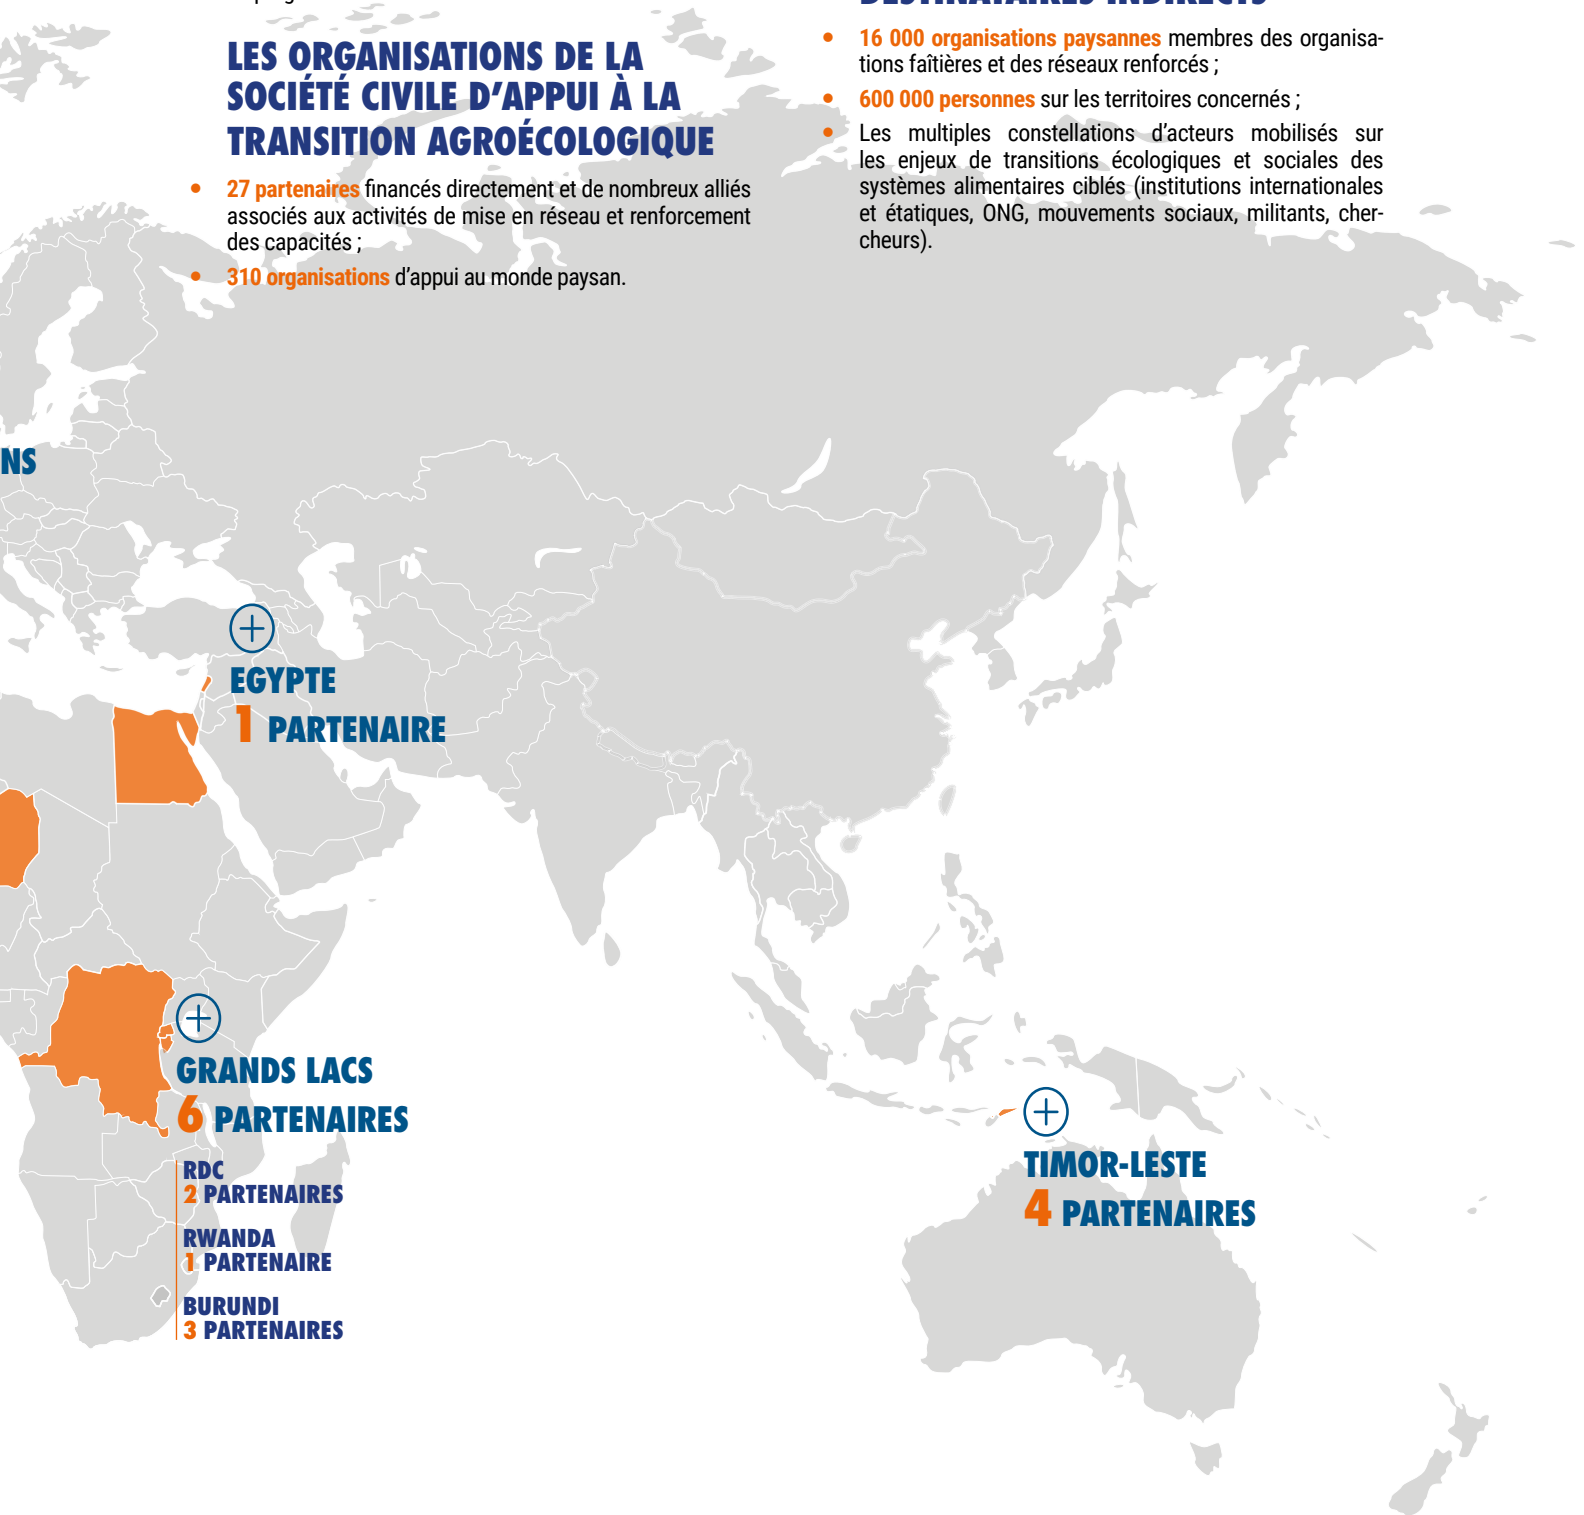 LES ORGANISATIONS DE LA
SOCIÉTÉ CIVILE D’APPUI À LA
TRANSITION AGROÉCOLOGIQUE
• 27 partenaires financés directement et de nombreux alliés
associés aux activités de mise en réseau et renforcement
des capacités ;
• 310 organisations d’appui au monde paysan.
DESTINATAIRES INDIRECTS
• 16 000 organisations paysannes membres des organisa-
tions faîtières et des réseaux renforcés ;
• 600 000 personnes sur les territoires concernés ;
• Les multiples constellations d’acteurs mobilisés sur
les enjeux de transitions écologiques et sociales des
systèmes alimentaires ciblés (institutions internationales
et étatiques, ONG, mouvements sociaux, militants, cher-
cheurs).
NS
EGYPTE
1 PARTENAIRE
GRANDS LACS
6 PARTENAIRES
RDC
2 PARTENAIRES
RWANDA
1 PARTENAIRE
BURUNDI
3 PARTENAIRES
TIMOR-LESTE
4 PARTENAIRES